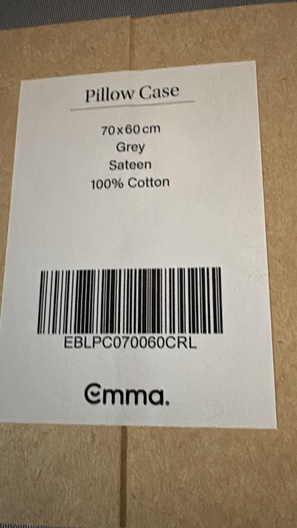 Pillow Case
70x60cm
Grey
Sateen
100% Cotton
EBLPC070060CRL
Emma.